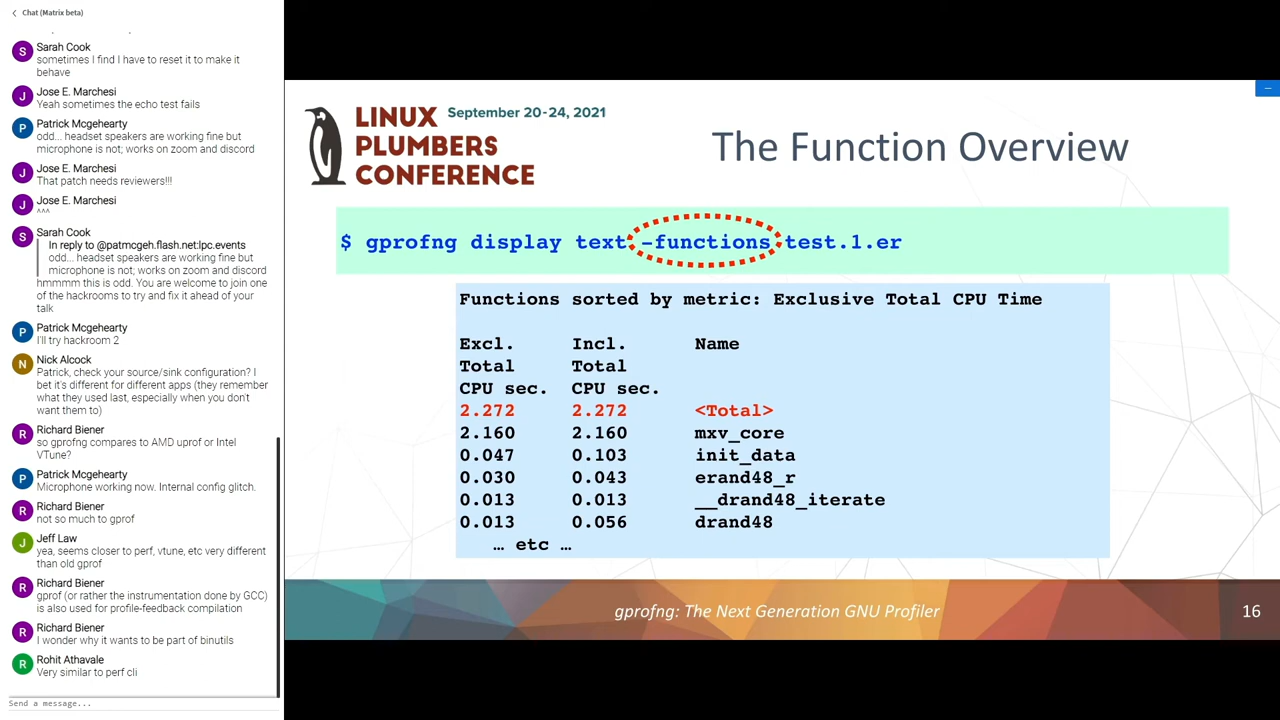 Chat (Matrix beta)
S
Sarah Cook
sometimes I find I have to reset it to make it
behave
J
Jose E. Marchesi
Yeah sometimes the echo test fails
P
Patrick Mcgehearty
odd... headset speakers are working fine but
microphone is not; works on zoom and discord
J
Jose E. Marchesi
That patch needs reviewers!!!
J
Jose E. Marchesi
^^^
S
Sarah Cook
In reply to @patmcgeh.flash.net:lpc.events
odd... headset speakers are working fine but
microphone is not; works on zoom and discord
hmmmm this is odd. You are welcome to join one
of the hackrooms to try and fix it ahead of your
talk
P
Patrick Mcgehearty
I'll try hackroom 2
N
Nick Alcock
Patrick, check your source/sink configuration? I
bet it's different for different apps (they remember
what they used last, especially when you don't
want them to)
R
Richard Biener
so gprofng compares to AMD uprof or Intel
VTune?
P
Patrick Mcgehearty
Microphone working now. Internal config glitch.
R
Richard Biener
not so much to gprof
J
Jeff Law
yea, seems closer to perf, vtune, etc very different
than old gprof
R
Richard Biener
gprof (or rather the instrumentation done by GCC)
is also used for profile-feedback compilation
R
Richard Biener
I wonder why it wants to be part of binutils
R
Rohit Athavale
Very similar to perf cli
Send a message...
LINUX
PLUMBERS
CONFERENCE
September 20-24, 2021
The Function Overview
$ gprofng display text -functions test.1.er
Functions sorted by metric: Exclusive Total CPU Time
Excl. Incl. Name
Total Total
CPU sec. CPU sec.
2.272 2.272 <Total>
2.160 2.160 mxv_core
0.047 0.103 init_data
0.030 0.043 erand48_r
0.013 0.013 __drand48_iterate
0.013 0.056 drand48
… etc …
gprofng: The Next Generation GNU Profiler
16